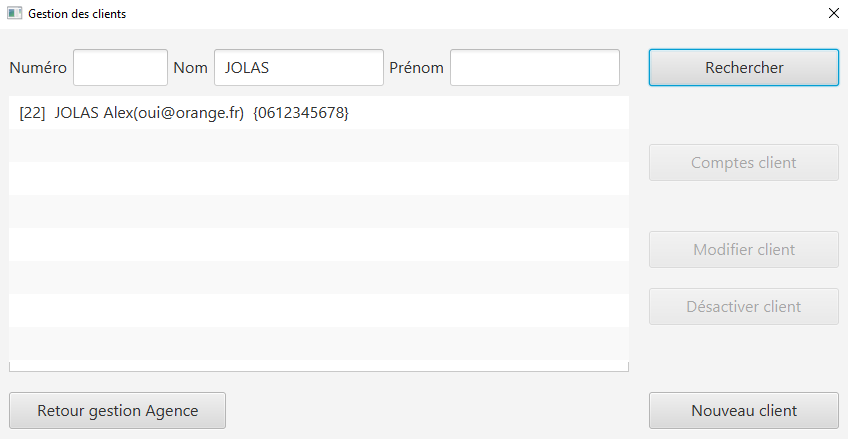 Gestion des clients
Numéro Nom JOLAS Prénom Rechercher
[22] JOLAS Alex(oui@orange.fr) {0612345678}
Comptes client
Modifier client
Désactiver client
Retour gestion Agence Nouveau client